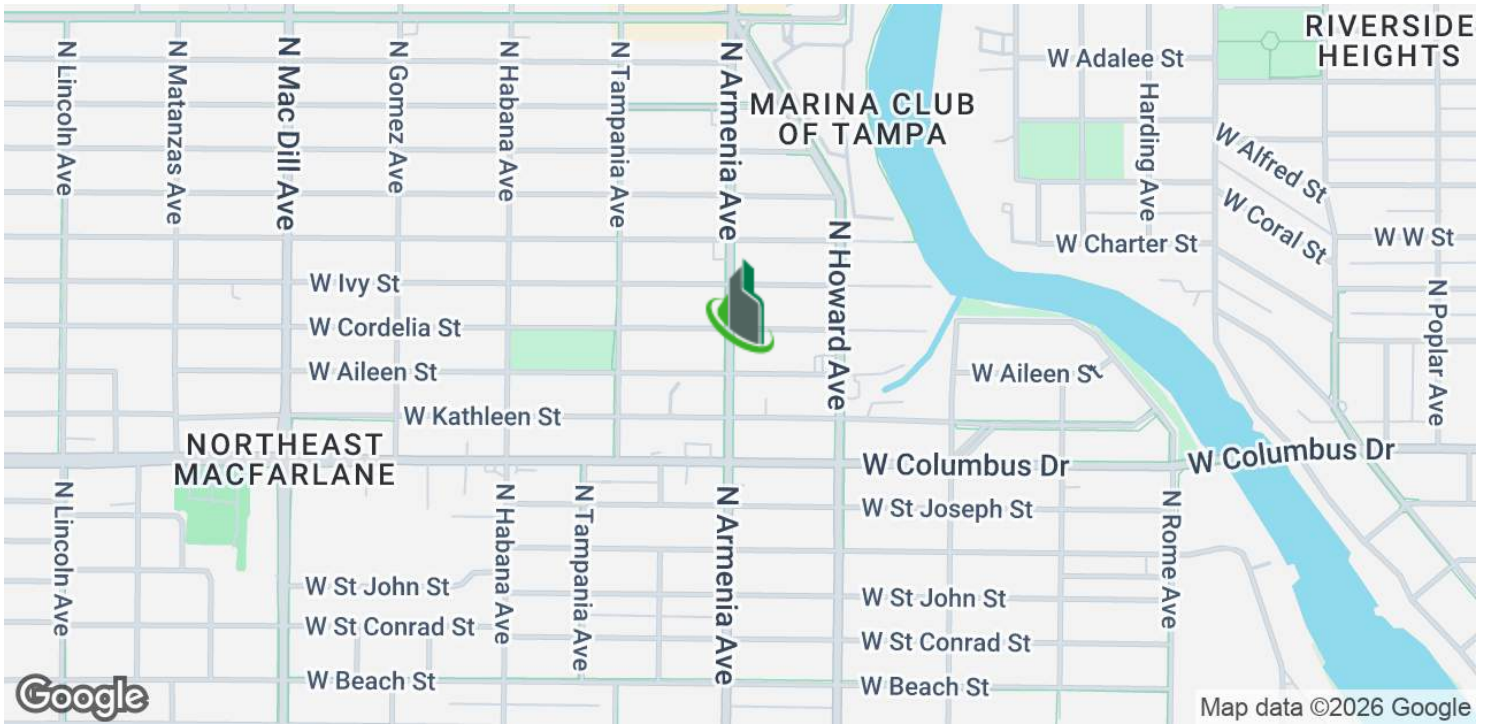 RIVERSIDE
HEIGHTS
N Lincoln Ave
N Matanzas Ave
N Mac Dill Ave
N Gomez Ave
N Habana Ave
N Tampania Ave
N Armenia Ave
W Adalee St
Harding Ave
MARINA CLUB
OF TAMPA
W Alfred St
W Coral St
N Howard Ave
W Charter St
W W St
W Ivy St
N Poplar Ave
W Cordelia St
W Aileen St
W Aileen S
W Kathleen St
NORTHEAST
MACFARLANE
W Columbus Dr
W Columbus Dr
N Lincoln Ave
N Habana Ave
N Tampania Ave
N Armenia Ave
W St Joseph St
N Rome Ave
W St John St
W St John St
W St Conrad St
W St Conrad St
W Beach St
W Beach St
Google
Map data ©2026 Google